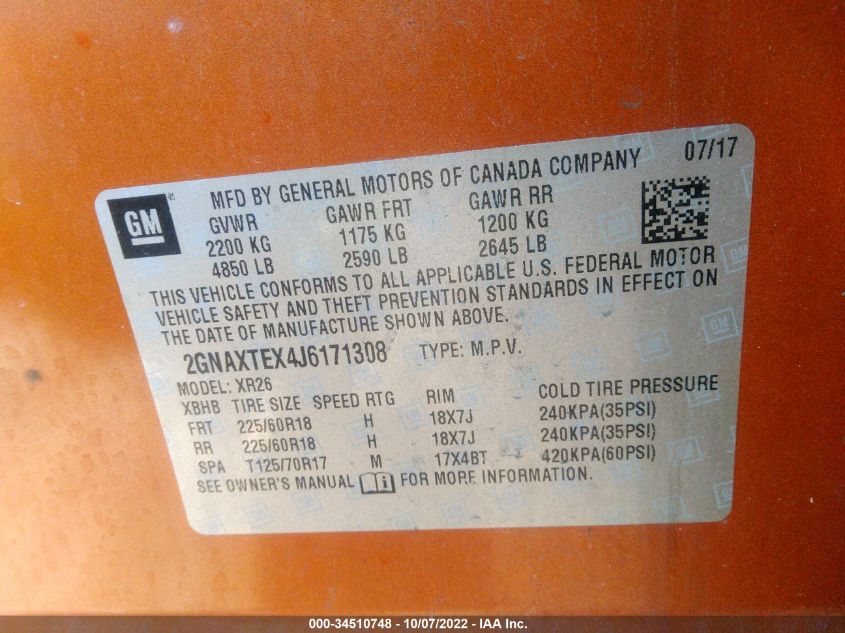 MFD BY GENERAL MOTORS OF CANADA COMPANY 07/17
GM ®
GVWR GAWR FRT GAWR RR
2200 KG 1175 KG 1200 KG
4850 LB 2590 LB 2645 LB
THIS VEHICLE CONFORMS TO ALL APPLICABLE U.S. FEDERAL MOTOR
VEHICLE SAFETY AND THEFT PREVENTION STANDARDS IN EFFECT ON
THE DATE OF MANUFACTURE SHOWN ABOVE.
2GNAXTEX4J6171308 TYPE: M.P.V.
MODEL: XR26
XBHB TIRE SIZE SPEED RTG RIM COLD TIRE PRESSURE
FRT 225/60R18 H 18X7J 240KPA(35PSI)
RR 225/60R18 H 18X7J 240KPA(35PSI)
SPA T125/70R17 M 17X4BT 420KPA(60PSI)
SEE OWNER'S MANUAL FOR MORE INFORMATION.
000-34510748 - 10/07/2022 - IAA Inc.